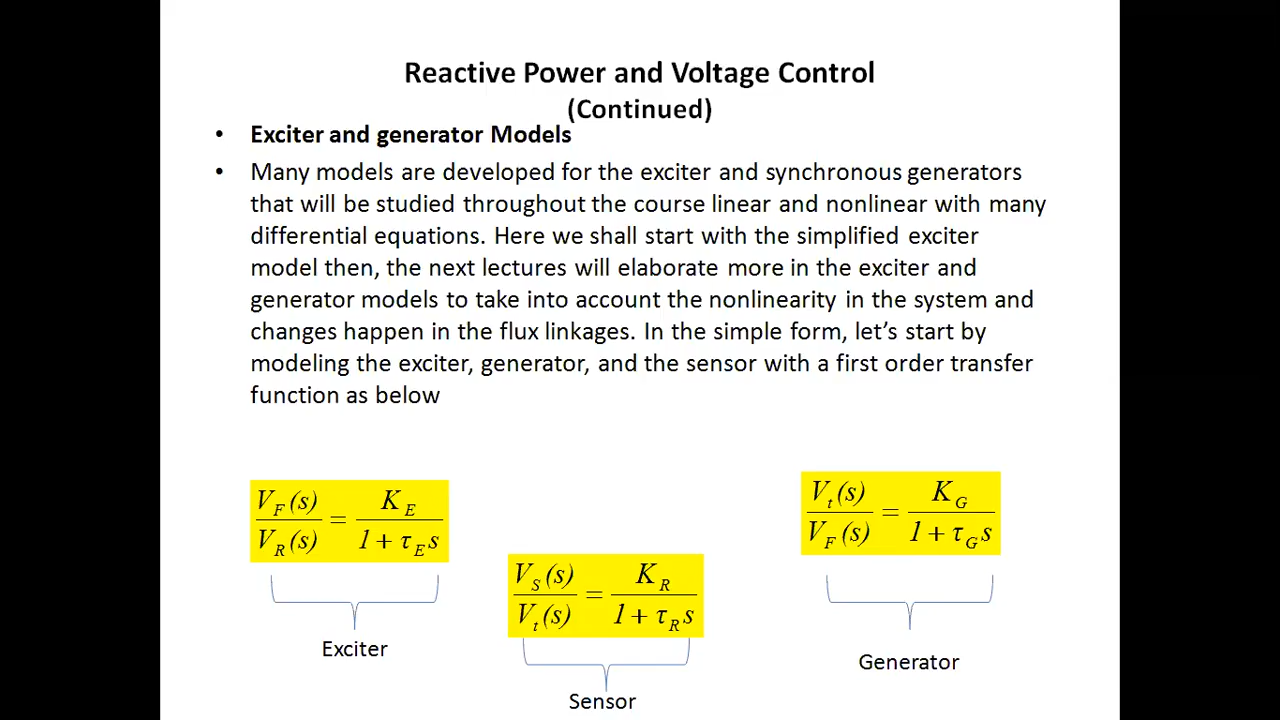 Reactive Power and Voltage Control
(Continued)
• Exciter and generator Models
• Many models are developed for the exciter and synchronous generators
that will be studied throughout the course linear and nonlinear with many
differential equations. Here we shall start with the simplified exciter
model then, the next lectures will elaborate more in the exciter and
generator models to take into account the nonlinearity in the system and
changes happen in the flux linkages. In the simple form, let’s start by
modeling the exciter, generator, and the sensor with a first order transfer
function as below
V_F(s)/V_R(s) = K_E/(1 + τ_E s)
Exciter
V_S(s)/V_t(s) = K_R/(1 + τ_R s)
Sensor
V_t(s)/V_F(s) = K_G/(1 + τ_G s)
Generator